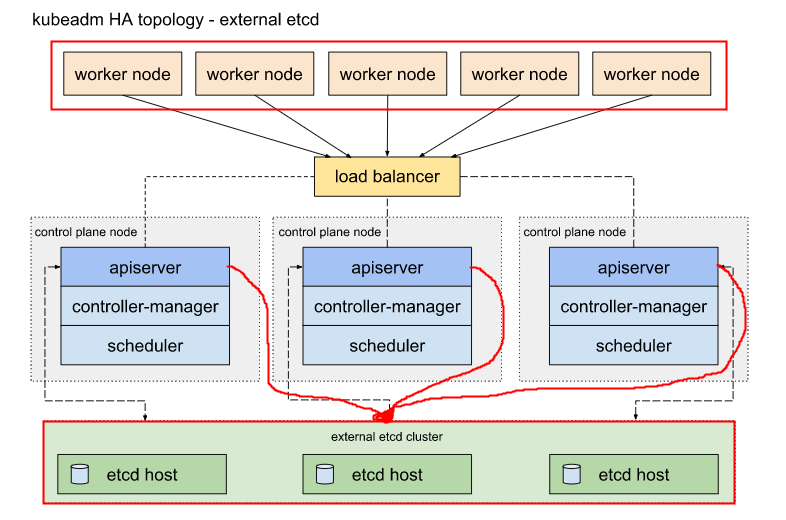 kubeadm HA topology - external etcd
worker node worker node worker node worker node worker node
load balancer
control plane node control plane node control plane node
apiserver apiserver apiserver
controller-manager controller-manager controller-manager
scheduler scheduler scheduler
external etcd cluster
etcd host etcd host etcd host